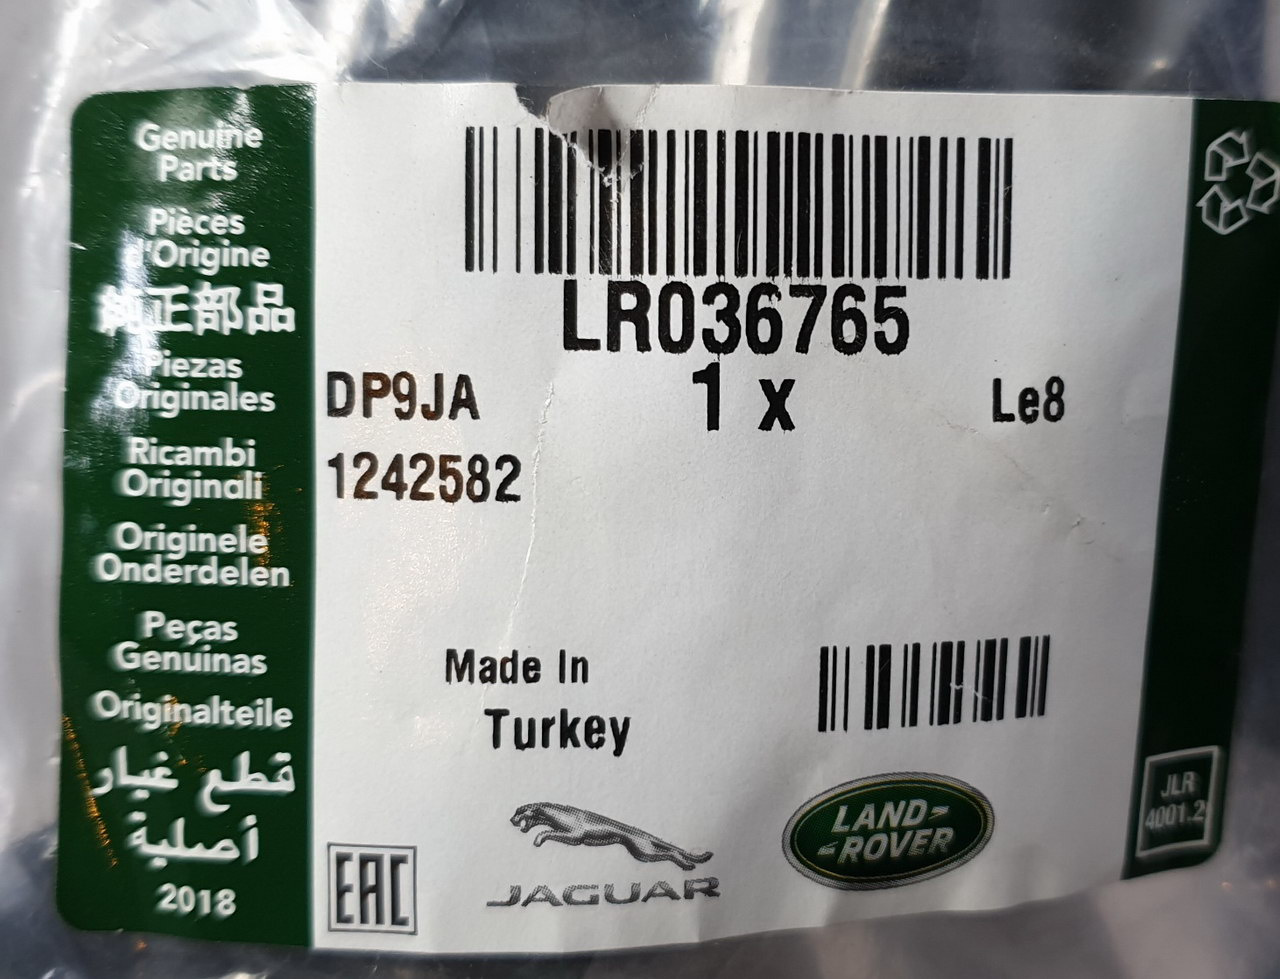 Genuine
Parts
Pièces
d'Origine
純正部品
Piezas
Originales
Ricambi
Originali
Originele
Onderdelen
Peças
Genuinas
Originalteile
قطع غيار
أصلية
2018
LR036765
DP9JA
1 x
Le8
1242582
Made In
Turkey
EAC
JAGUAR
LAND-
-ROVER
JLR
4001.2